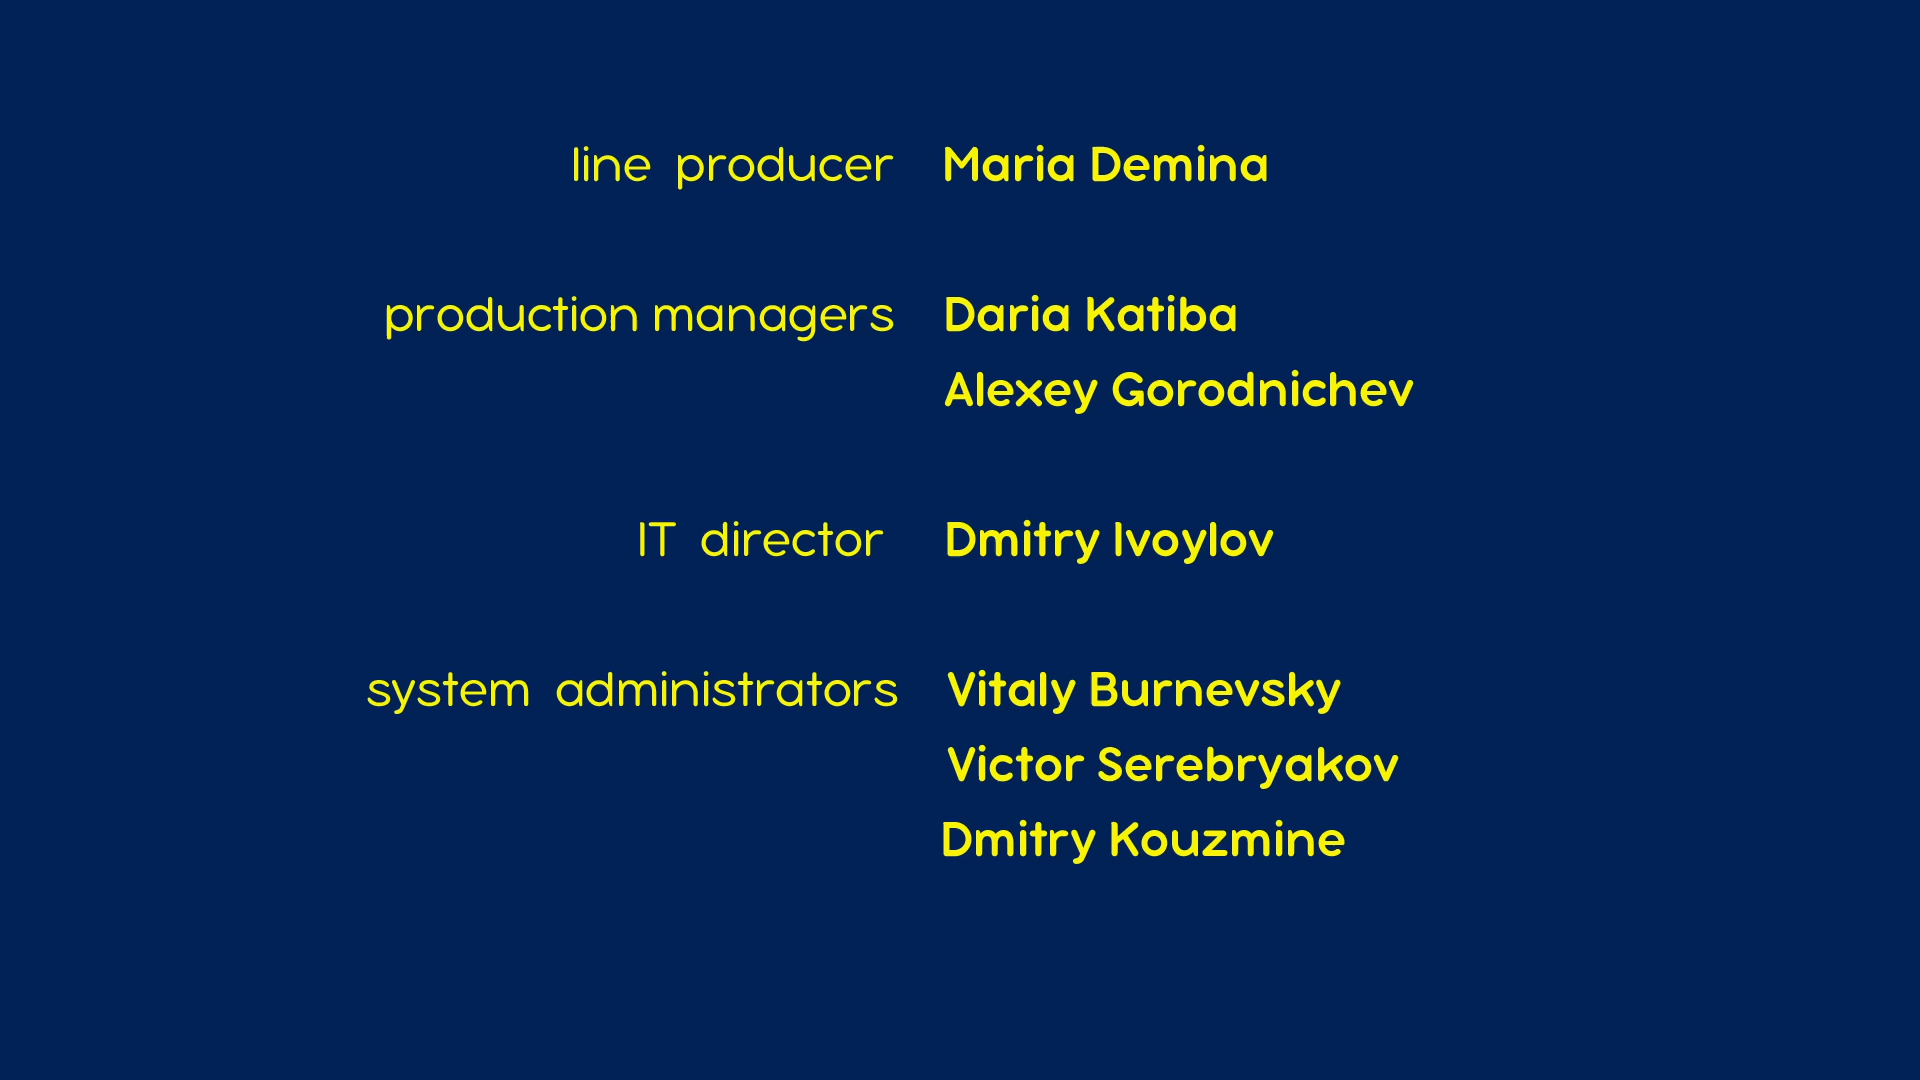 line producer Maria Demina
production managers Daria Katiba
Alexey Gorodnichev
IT director Dmitry Ivoylov
system administrators Vitaly Burnevsky
Victor Serebryakov
Dmitry Kouzmine